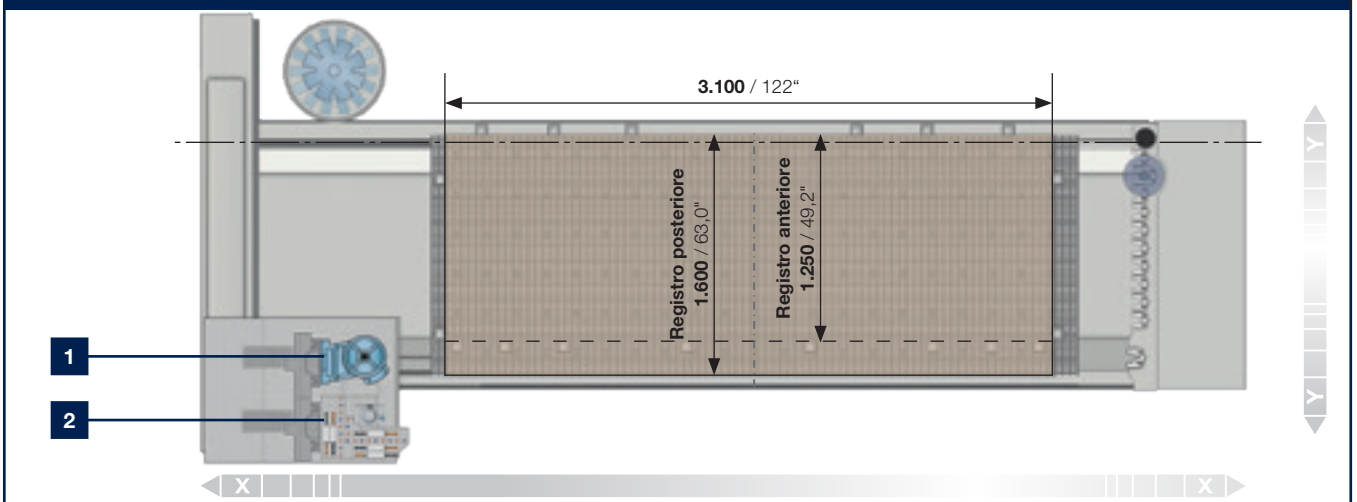 3.100 / 122“
Registro posteriore
1.600 / 63,0"
Registro anteriore
1.250 / 49,2"
Y
Y
1
2
X
X